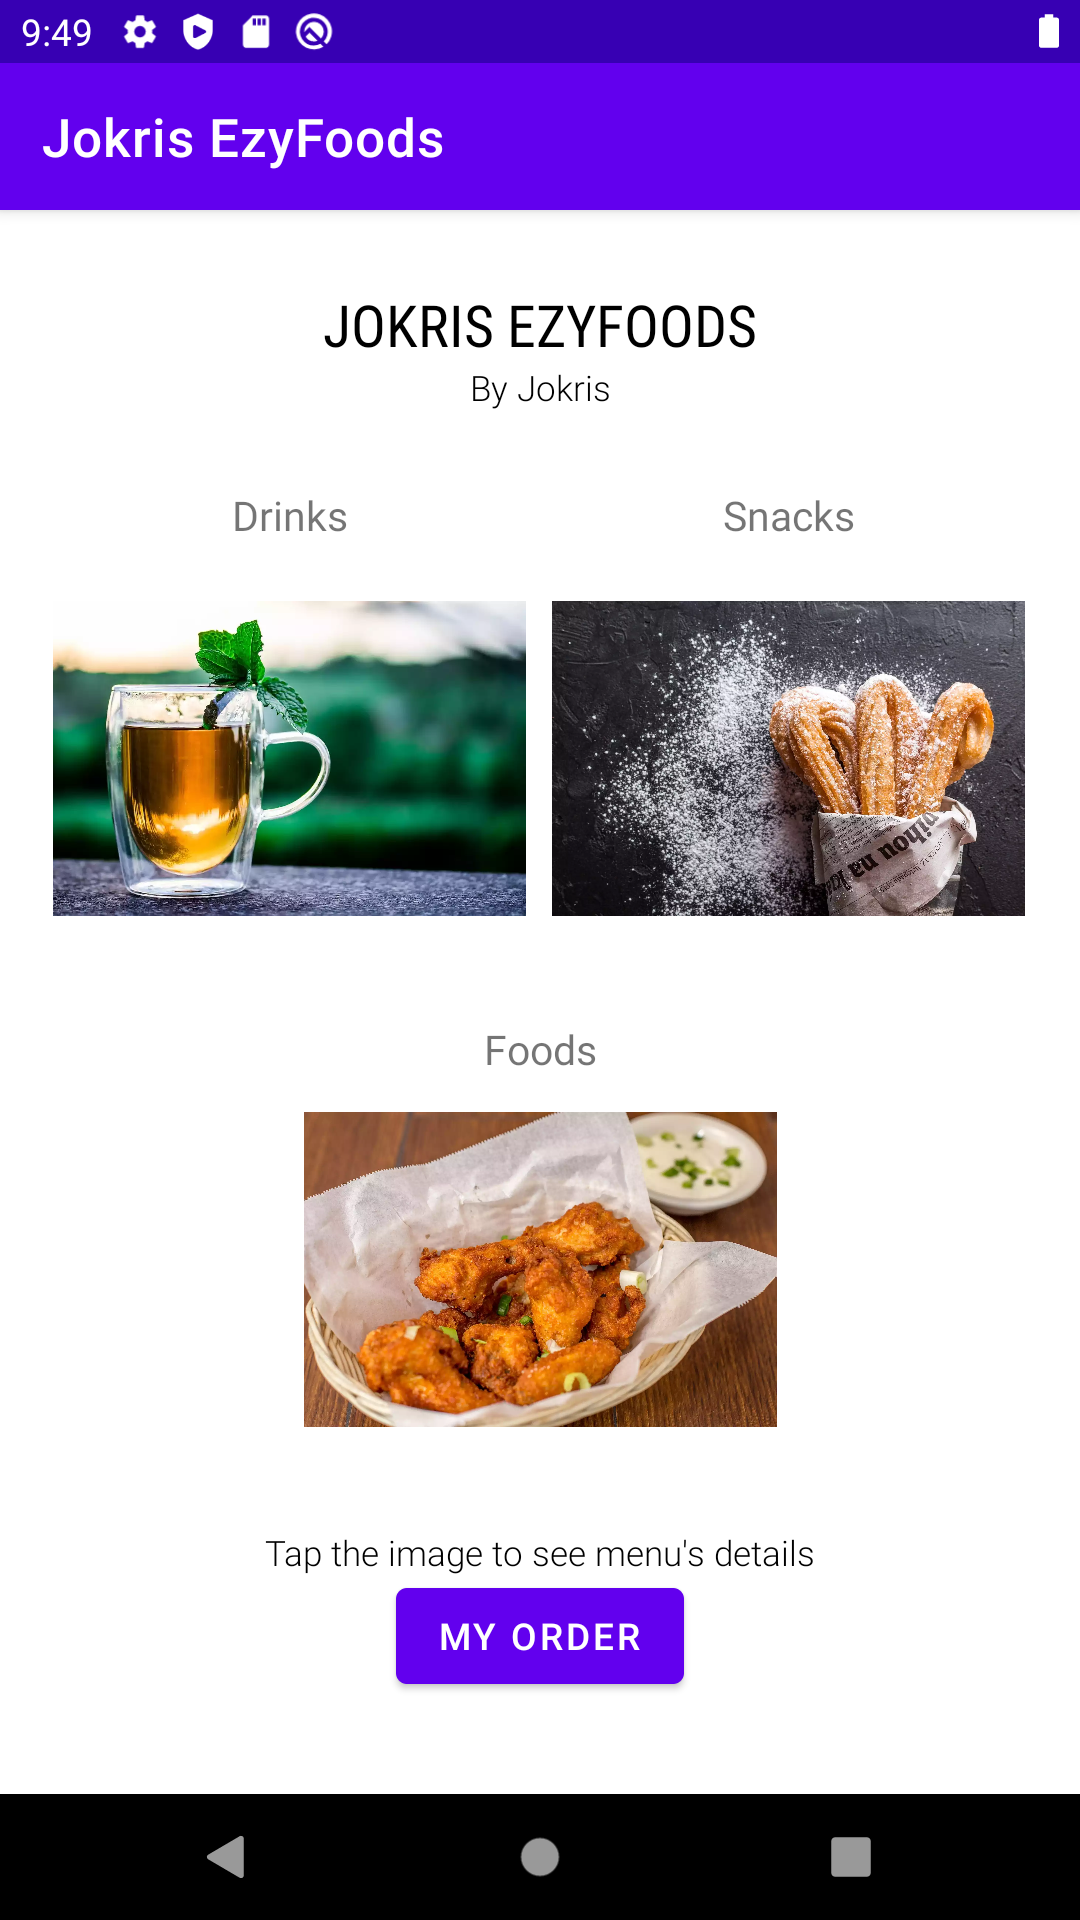 9:49
Jokris EzyFoods
JOKRIS EZYFOODS
By Jokris
Drinks
Snacks
Foods
Tap the image to see menu's details
MY ORDER